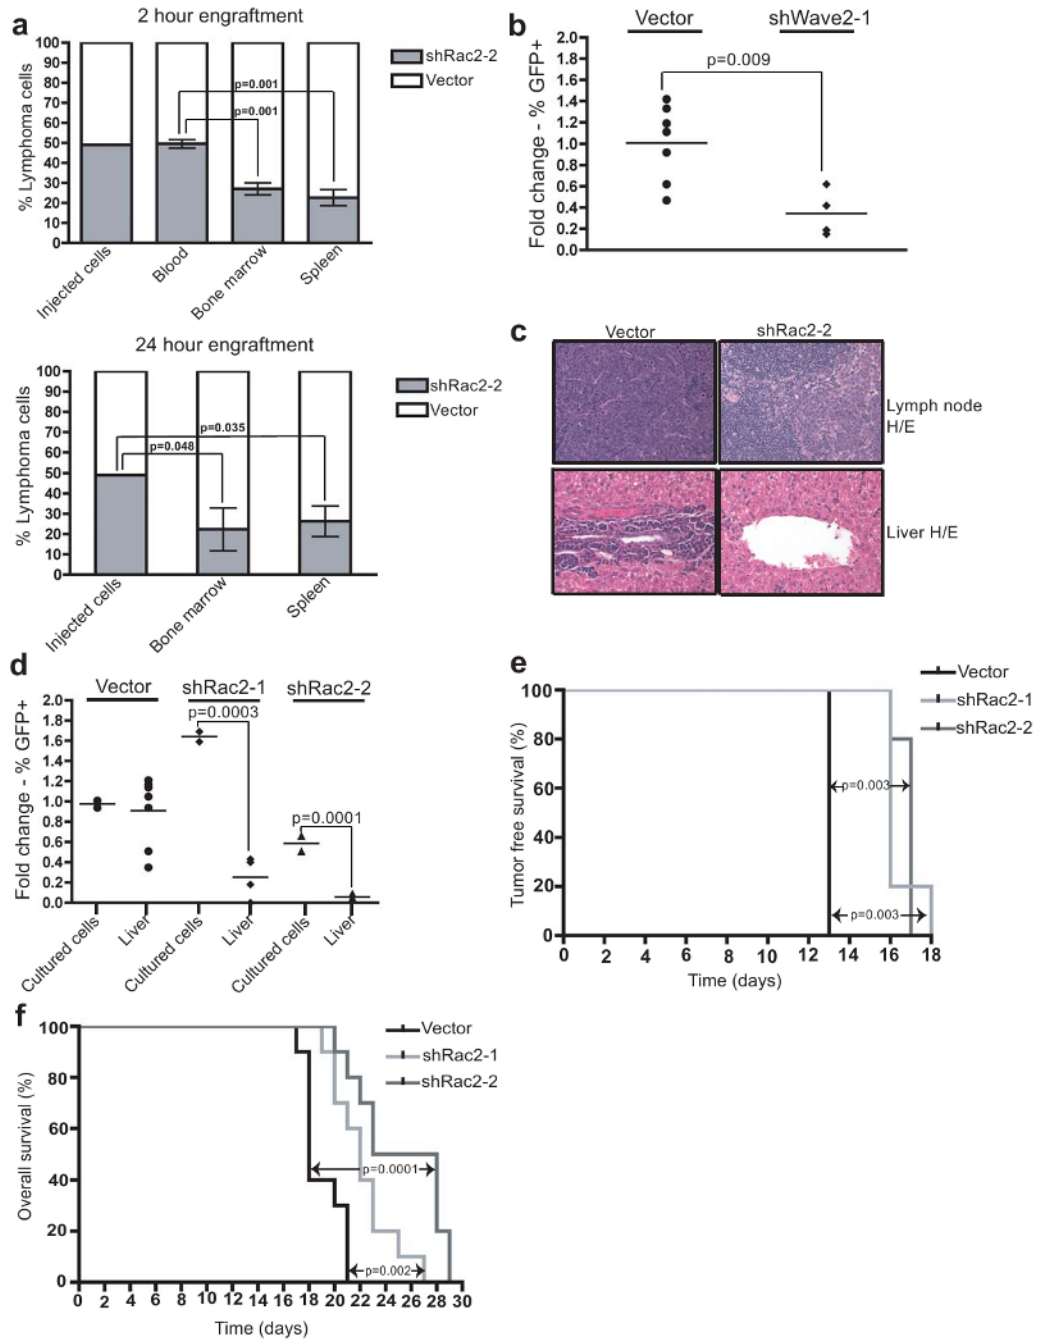 a
2 hour engraftment
% Lymphoma cells
100
90
80
70
60
50
40
30
20
10
0
p=0.001
p=0.001
Injected cells
Blood
Bone marrow
Spleen
shRac2-2
Vector
24 hour engraftment
% Lymphoma cells
100
90
80
70
60
50
40
30
20
10
0
p=0.035
p=0.048
Injected cells
Bone marrow
Spleen
shRac2-2
Vector
b
Vector shWave2-1
Fold change - % GFP+
2.0
1.8
1.6
1.4
1.2
1.0
0.8
0.6
0.4
0.2
0.0
p=0.009
c
Vector shRac2-2
Lymph node
H/E
Liver H/E
d
Vector shRac2-1 shRac2-2
Fold change - % GFP+
2.0
1.8
1.6
1.4
1.2
1.0
0.8
0.6
0.4
0.2
0.0
p=0.0003
p=0.0001
Cultured cells
Liver
Cultured cells
Liver
Cultured cells
Liver
e
Tumor free survival (%)
100
80
60
40
20
0
p=0.003
p=0.003
0 2 4 6 8 10 12 14 16 18
Time (days)
Vector
shRac2-1
shRac2-2
f
Overall survival (%)
100
80
60
40
20
0
p=0.0001
p=0.002
0 2 4 6 8 10 12 14 16 18 20 22 24 26 28 30
Time (days)
Vector
shRac2-1
shRac2-2